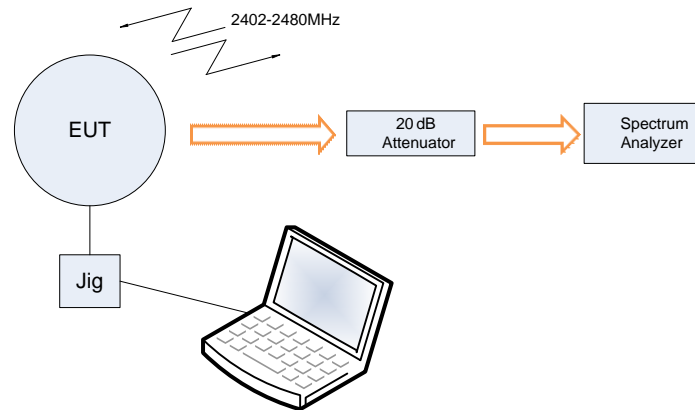 2402-2480MHz
EUT
20 dB
Attenuator
Spectrum
Analyzer
Jig